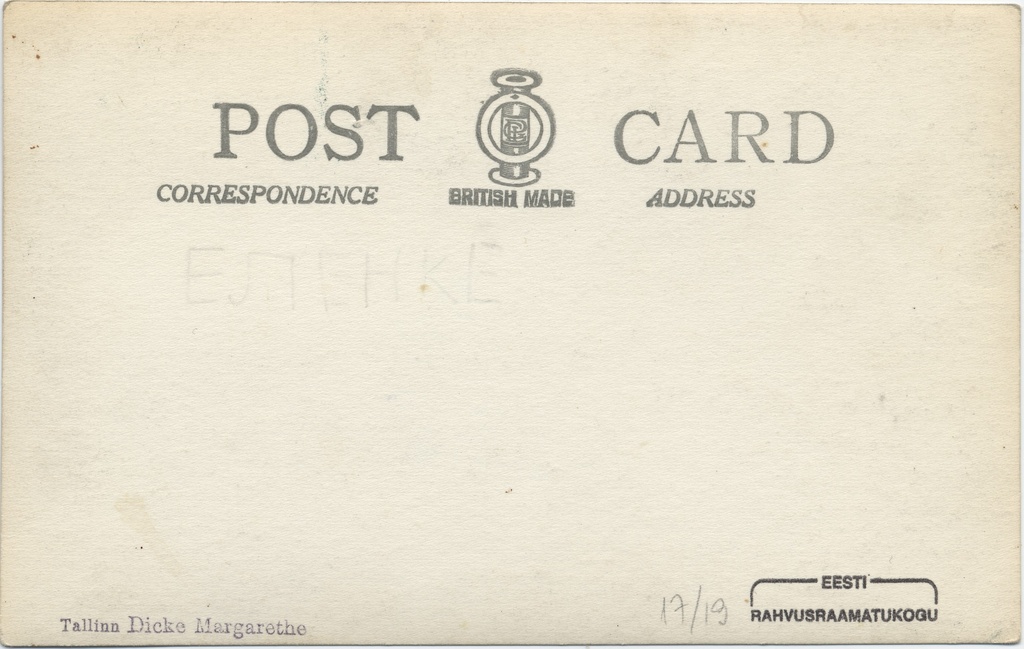 POST CARD
CORRESPONDENCE BRITISH MADE ADDRESS
Tallinn Dicke Margarethe
17/19
EESTI
RAHVUSRAAMATUKOGU